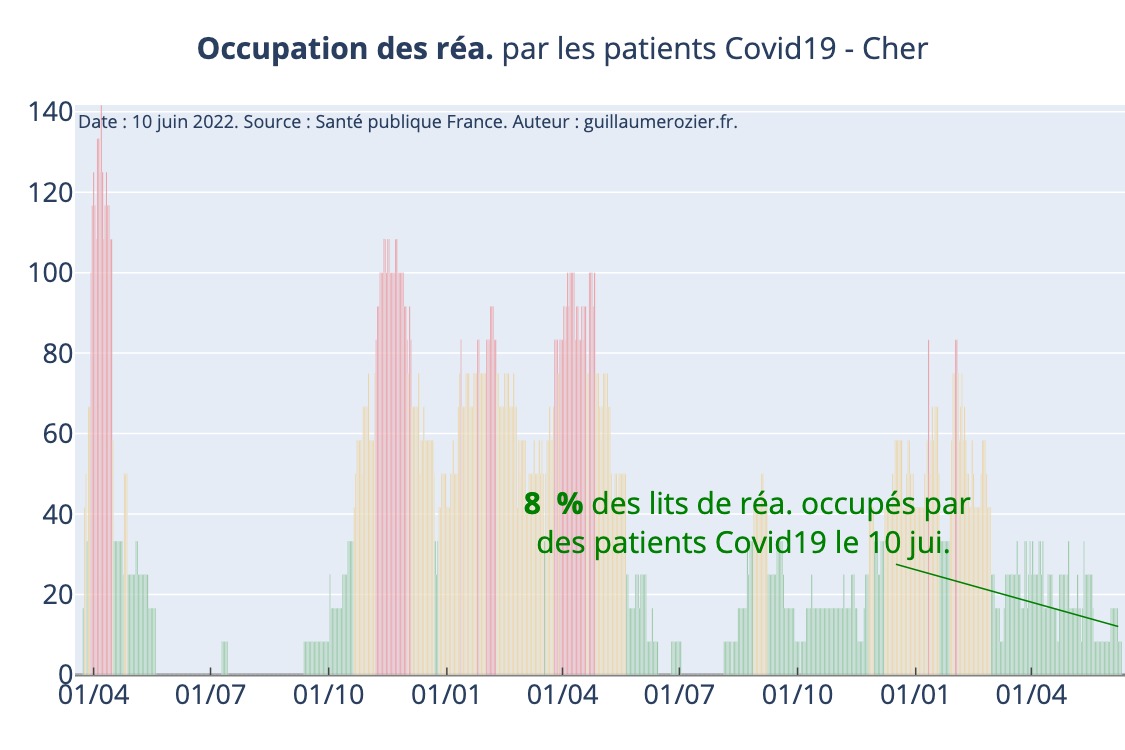 Occupation des réa. par les patients Covid19 - Cher
140
Date : 10 juin 2022. Source : Santé publique France. Auteur : guillaumerozier.fr.
120
100
80
60
40
8 % des lits de réa. occupés par
des patients Covid19 le 10 jui.
20
0
01/04 01/07 01/10 01/01 01/04 01/07 01/10 01/01 01/04